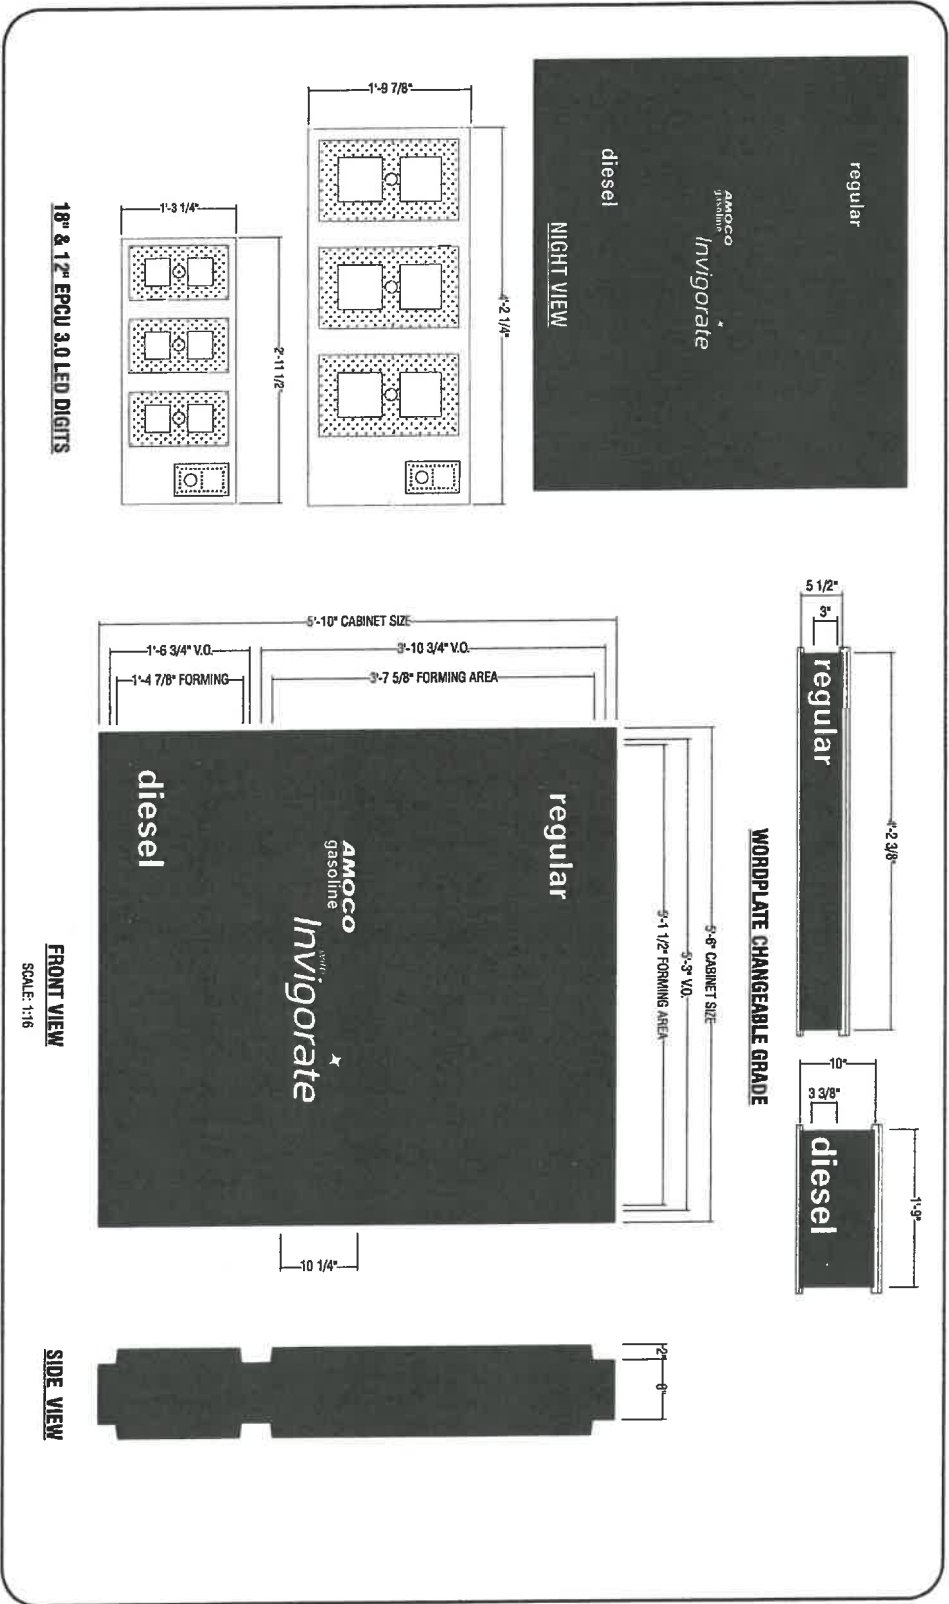 regular
AMOCO
gasoline
Invigorate
diesel
NIGHT VIEW
5 1/2"
3"
regular
4'-2 3/8"
10"
3 3/8"
diesel
1'-9"
WORDPLATE CHANGEABLE GRADE
1'-9 7/8"
4'-2 1/4"
1'-3 1/4"
2'-11 1/2"
18" & 12" EPCU 3.0 LED DIGITS
5'-6" CABINET SIZE
5'-3" V.O.
5'-1 1/2" FORMING AREA
5'-10" CABINET SIZE
3'-10 3/4" V.O.
3'-7 5/8" FORMING AREA
1'-6 3/4" V.O.
1'-4 7/8" FORMING
regular
AMOCO
gasoline
with
Invigorate
diesel
10 1/4"
FRONT VIEW
SCALE: 1:16
2"
SIDE VIEW